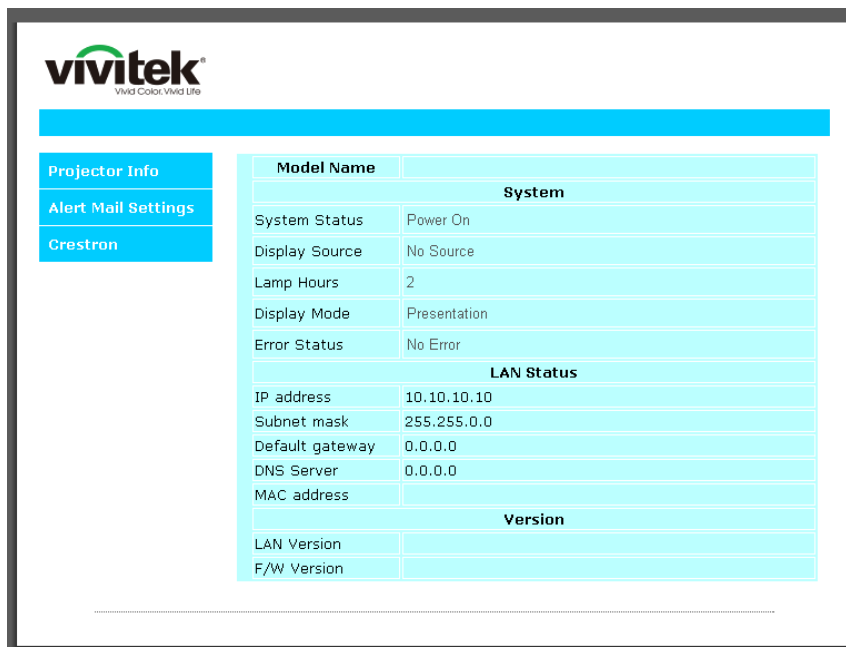 vivitek®
Vivid Color. Vivid Life
Projector Info
Alert Mail Settings
Crestron
Model Name
System
System Status Power On
Display Source No Source
Lamp Hours 2
Display Mode Presentation
Error Status No Error
LAN Status
IP address 10.10.10.10
Subnet mask 255.255.0.0
Default gateway 0.0.0.0
DNS Server 0.0.0.0
MAC address
Version
LAN Version
F/W Version